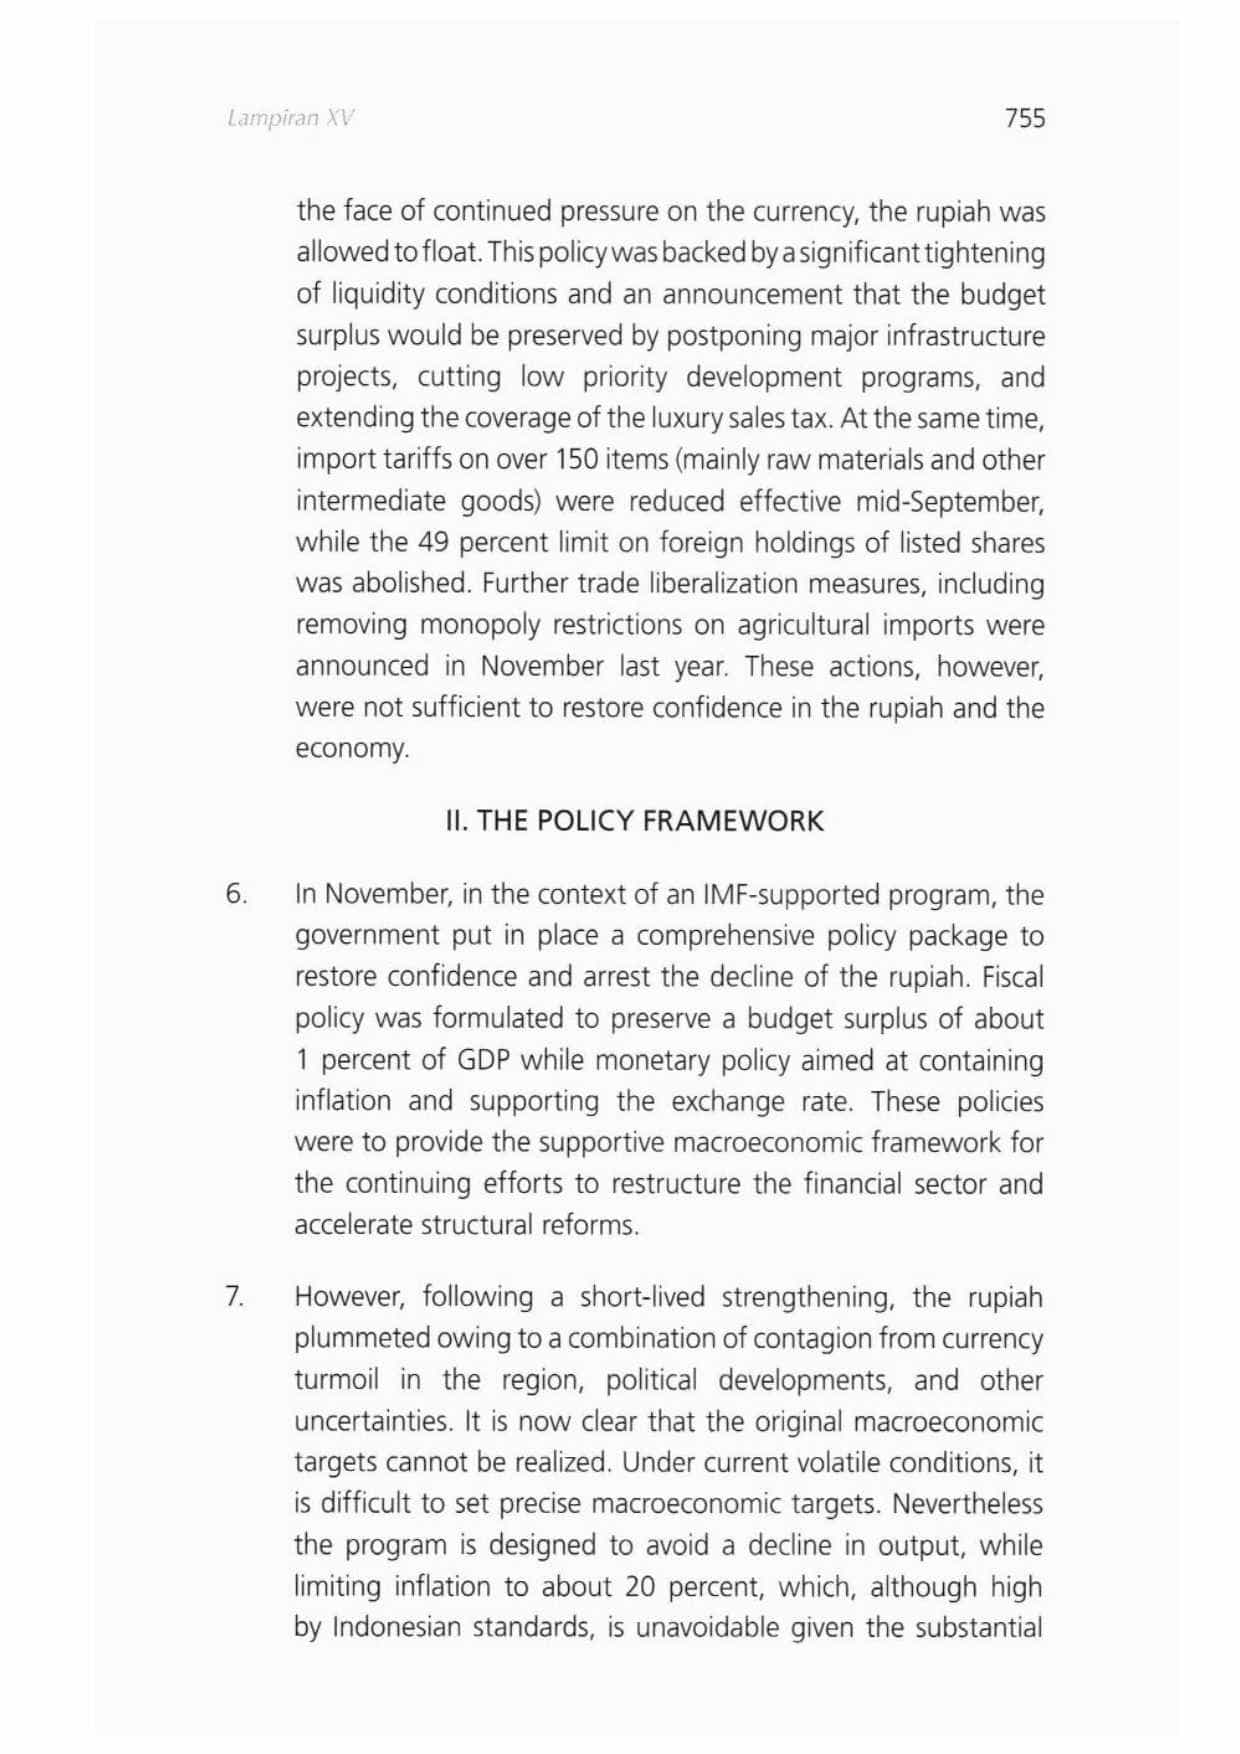 Lampiran XV
755
the face of continued pressure on the currency, the rupiah was
allowed to float. This policy was backed by a significant tightening
of liquidity conditions and an announcement that the budget
surplus would be preserved by postponing major infrastructure
projects, cutting low priority development programs, and
extending the coverage of the luxury sales tax. At the same time,
import tariffs on over 150 items (mainly raw materials and other
intermediate goods) were reduced effective mid-September,
while the 49 percent limit on foreign holdings of listed shares
was abolished. Further trade liberalization measures, including
removing monopoly restrictions on agricultural imports were
announced in November last year. These actions, however,
were not sufficient to restore confidence in the rupiah and the
economy.
II. THE POLICY FRAMEWORK
6. In November, in the context of an IMF-supported program, the
government put in place a comprehensive policy package to
restore confidence and arrest the decline of the rupiah. Fiscal
policy was formulated to preserve a budget surplus of about
1 percent of GDP while monetary policy aimed at containing
inflation and supporting the exchange rate. These policies
were to provide the supportive macroeconomic framework for
the continuing efforts to restructure the financial sector and
accelerate structural reforms.
7. However, following a short-lived strengthening, the rupiah
plummeted owing to a combination of contagion from currency
turmoil in the region, political developments, and other
uncertainties. It is now clear that the original macroeconomic
targets cannot be realized. Under current volatile conditions, it
is difficult to set precise macroeconomic targets. Nevertheless
the program is designed to avoid a decline in output, while
limiting inflation to about 20 percent, which, although high
by Indonesian standards, is unavoidable given the substantial